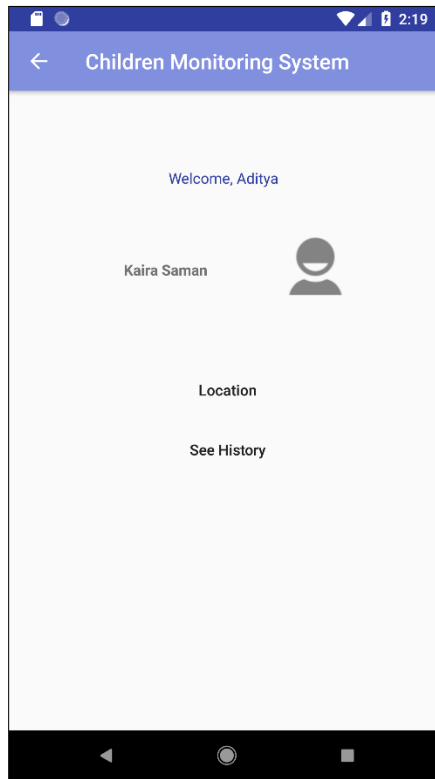 2:19
Children Monitoring System
Welcome, Aditya
Kaira Saman
Location
See History